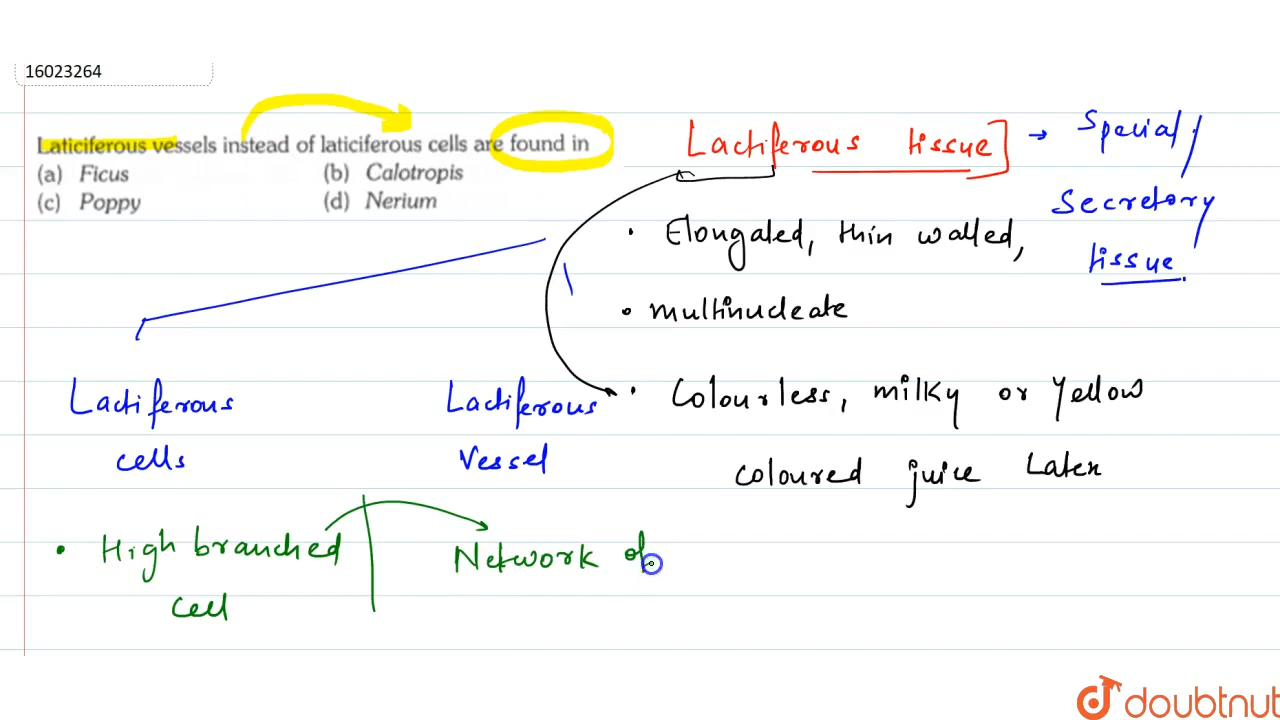 16023264
Laticiferous vessels instead of laticiferous cells are found in
(a) Ficus (b) Calotropis
(c) Poppy (d) Nerium
Lactiferous tissue] → Special/
Secretory
tissue
• Elongated, thin walled,
• multinucleate
• Colourless, milky or Yellow
coloured juice Latex
Lactiferous
cells
Lactiferous
Vessel
• High branched
cell
Network of
doubtnut